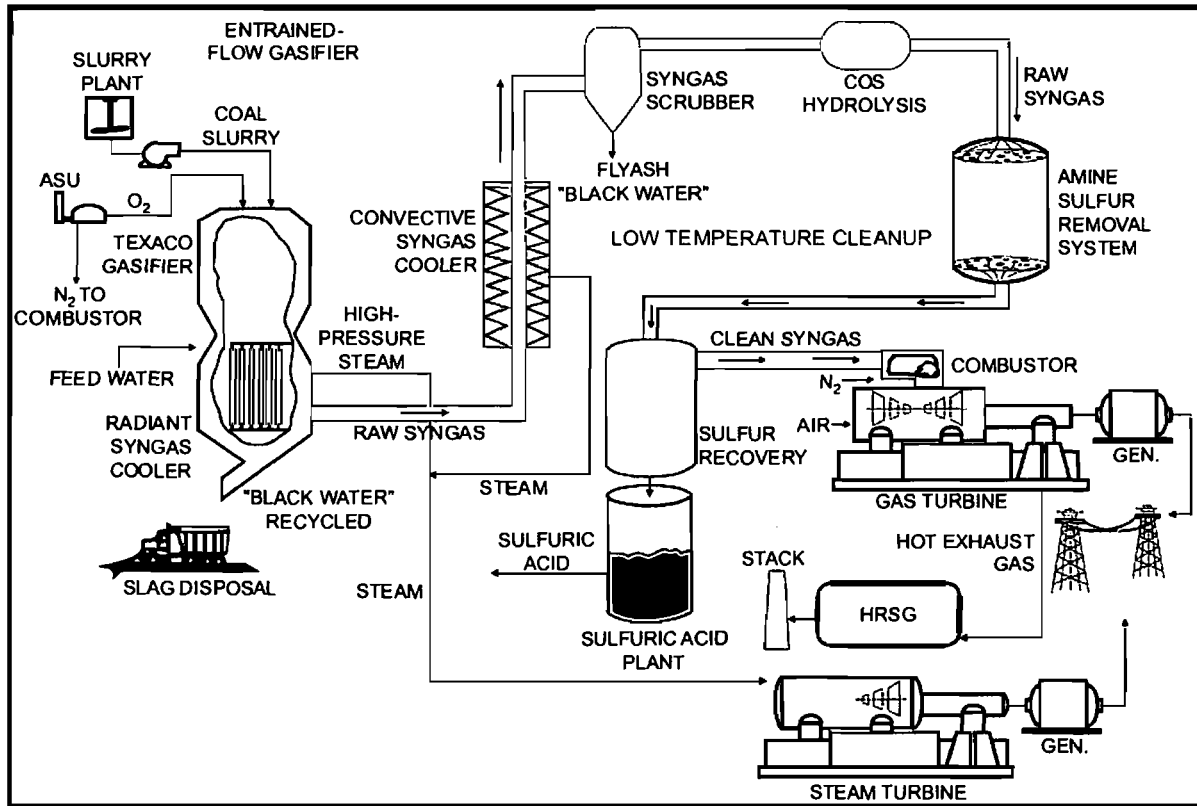 ENTRAINED-
FLOW GASIFIER
SLURRY
PLANT
COAL
SLURRY
ASU
O2
TEXACO
GASIFIER
N2 TO
COMBUSTOR
FEED WATER
RADIANT
SYNGAS
COOLER
HIGH-
PRESSURE
STEAM
RAW SYNGAS
"BLACK WATER"
RECYCLED
SLAG DISPOSAL
STEAM
STEAM
CONVECTIVE
SYNGAS
COOLER
SYNGAS
SCRUBBER
FLYASH
"BLACK WATER"
COS
HYDROLYSIS
RAW
SYNGAS
AMINE
SULFUR
REMOVAL
SYSTEM
LOW TEMPERATURE CLEANUP
CLEAN SYNGAS
COMBUSTOR
N2
AIR
GEN.
GAS TURBINE
SULFUR
RECOVERY
SULFURIC
ACID
SULFURIC ACID
PLANT
HOT EXHAUST
GAS
STACK
HRSG
GEN.
STEAM TURBINE